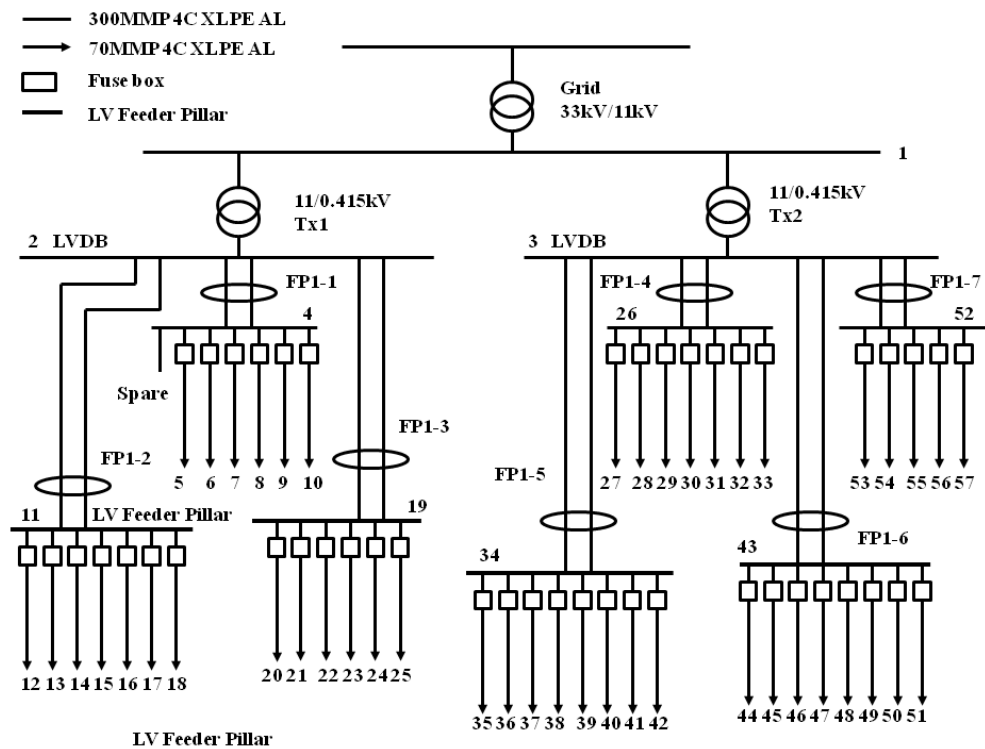 300MMP 4C XLPE AL
70MMP 4C XLPE AL
Fuse box
LV Feeder Pillar
Grid
33kV/11kV
1
11/0.415kV
Tx1
11/0.415kV
Tx2
2 LVDB
3 LVDB
FP1-1
FP1-4
FP1-7
4
26
52
Spare
FP1-3
FP1-2
5 6 7 8 9 10
FP1-5
27 28 29 30 31 32 33
53 54 55 56 57
11
LV Feeder Pillar
19
34
43
FP1-6
12 13 14 15 16 17 18
20 21 22 23 24 25
35 36 37 38 39 40 41 42
44 45 46 47 48 49 50 51
LV Feeder Pillar